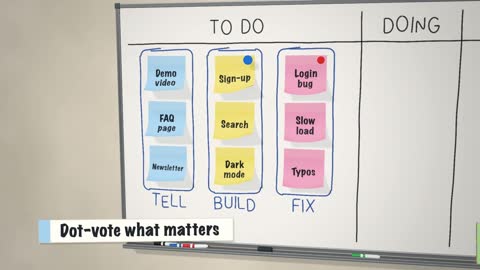 TO DO
DOING
Demo
video
FAQ
page
Newsletter
TELL
Sign-up
Search
Dark
mode
BUILD
Login
bug
Slow
load
Typos
FIX
Dot-vote what matters